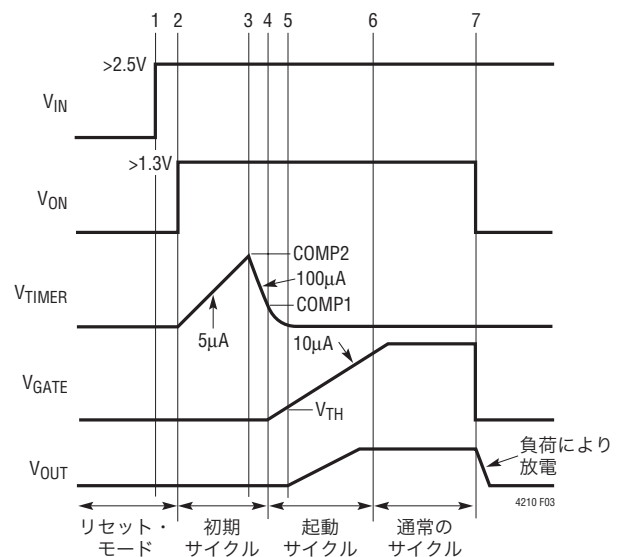 1 2 3 4 5 6 7
>2.5V
VIN
>1.3V
VON
COMP2
100µA
COMP1
VTIMER
5µA
10µA
VGATE
VTH
VOUT
負荷により
放電
4210 F03
リセット・
モード
初期
サイクル
起動
サイクル
通常の
サイクル